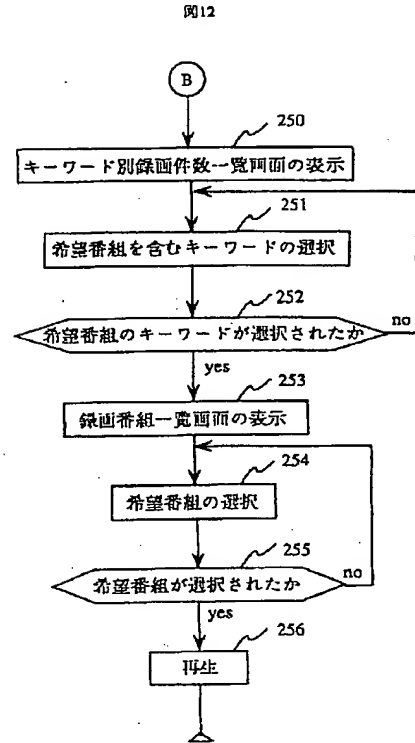 図12
B
250
キーワード別録画件数一覧画面の表示
251
希望番組を含むキーワードの選択
252
希望番組のキーワードが選択されたか
no
yes
253
録画番組一覧画面の表示
254
希望番組の選択
255
希望番組が選択されたか
no
yes
256
再生